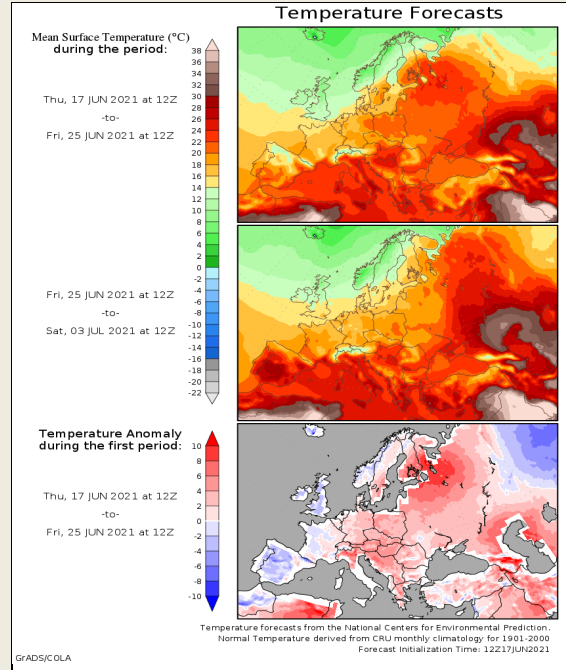 Temperature Forecasts
Mean Surface Temperature (°C)
during the period:
Thu, 17 JUN 2021 at 12Z
-to-
Fri, 25 JUN 2021 at 12Z
38
36
34
32
30
28
26
24
22
20
18
16
14
12
10
8
6
4
2
0
-2
-4
-6
-8
-10
-12
-14
-16
-18
-20
-22
Fri, 25 JUN 2021 at 12Z
-to-
Sat, 03 JUL 2021 at 12Z
Temperature Anomaly
during the first period:
Thu, 17 JUN 2021 at 12Z
-to-
Fri, 25 JUN 2021 at 12Z
10
8
6
4
2
0
-2
-4
-6
-8
-10
Temperature forecasts from the National Centers for Environmental Prediction.
Normal Temperature derived from CRU monthly climatology for 1901-2000
Forecast Initialization Time: 12Z17JUN2021
GrADS/COLA